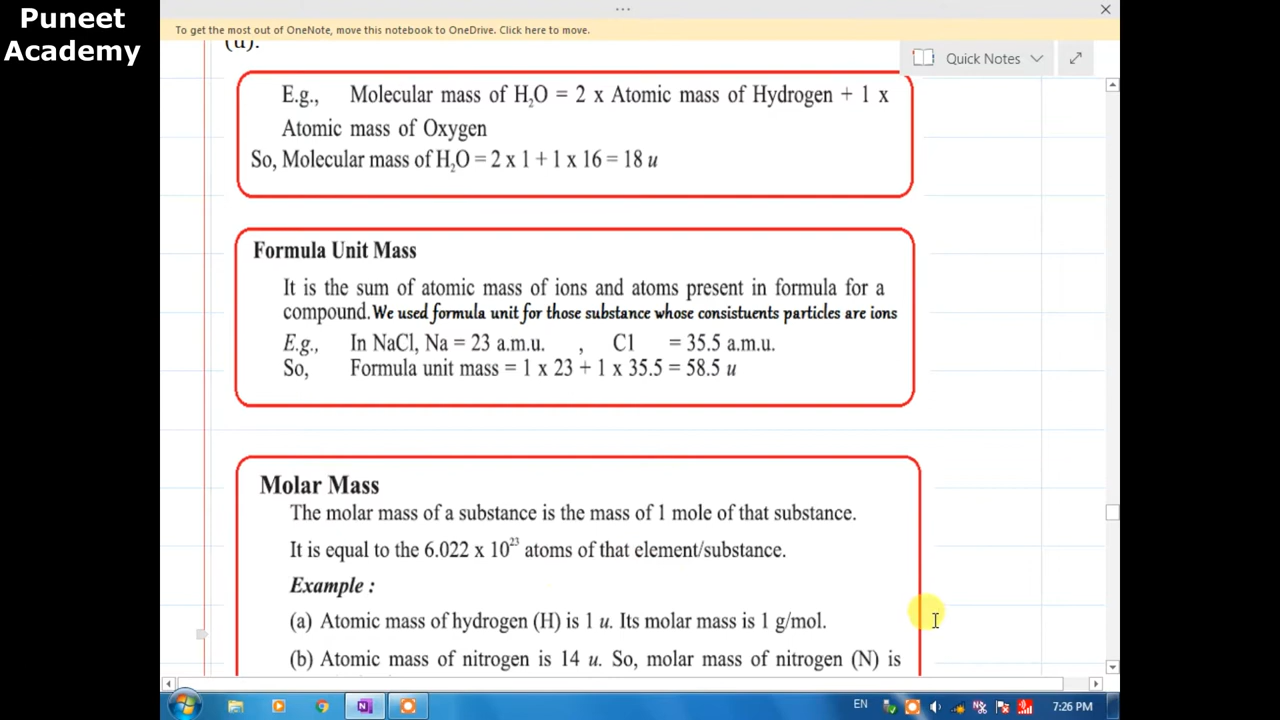 Puneet
Academy
To get the most out of OneNote, move this notebook to OneDrive. Click here to move.
(u).
Quick Notes
E.g., Molecular mass of H₂O = 2 x Atomic mass of Hydrogen + 1 x
Atomic mass of Oxygen
So, Molecular mass of H₂O = 2 x 1 + 1 x 16 = 18 u
Formula Unit Mass
It is the sum of atomic mass of ions and atoms present in formula for a
compound. We used formula unit for those substance whose consistuents particles are ions
E.g., In NaCl, Na = 23 a.m.u. , C1 = 35.5 a.m.u.
So, Formula unit mass = 1 x 23 + 1 x 35.5 = 58.5 u
Molar Mass
The molar mass of a substance is the mass of 1 mole of that substance.
It is equal to the 6.022 x 10²³ atoms of that element/substance.
Example :
(a) Atomic mass of hydrogen (H) is 1 u. Its molar mass is 1 g/mol.
(b) Atomic mass of nitrogen is 14 u. So, molar mass of nitrogen (N) is
EN
7:26 PM